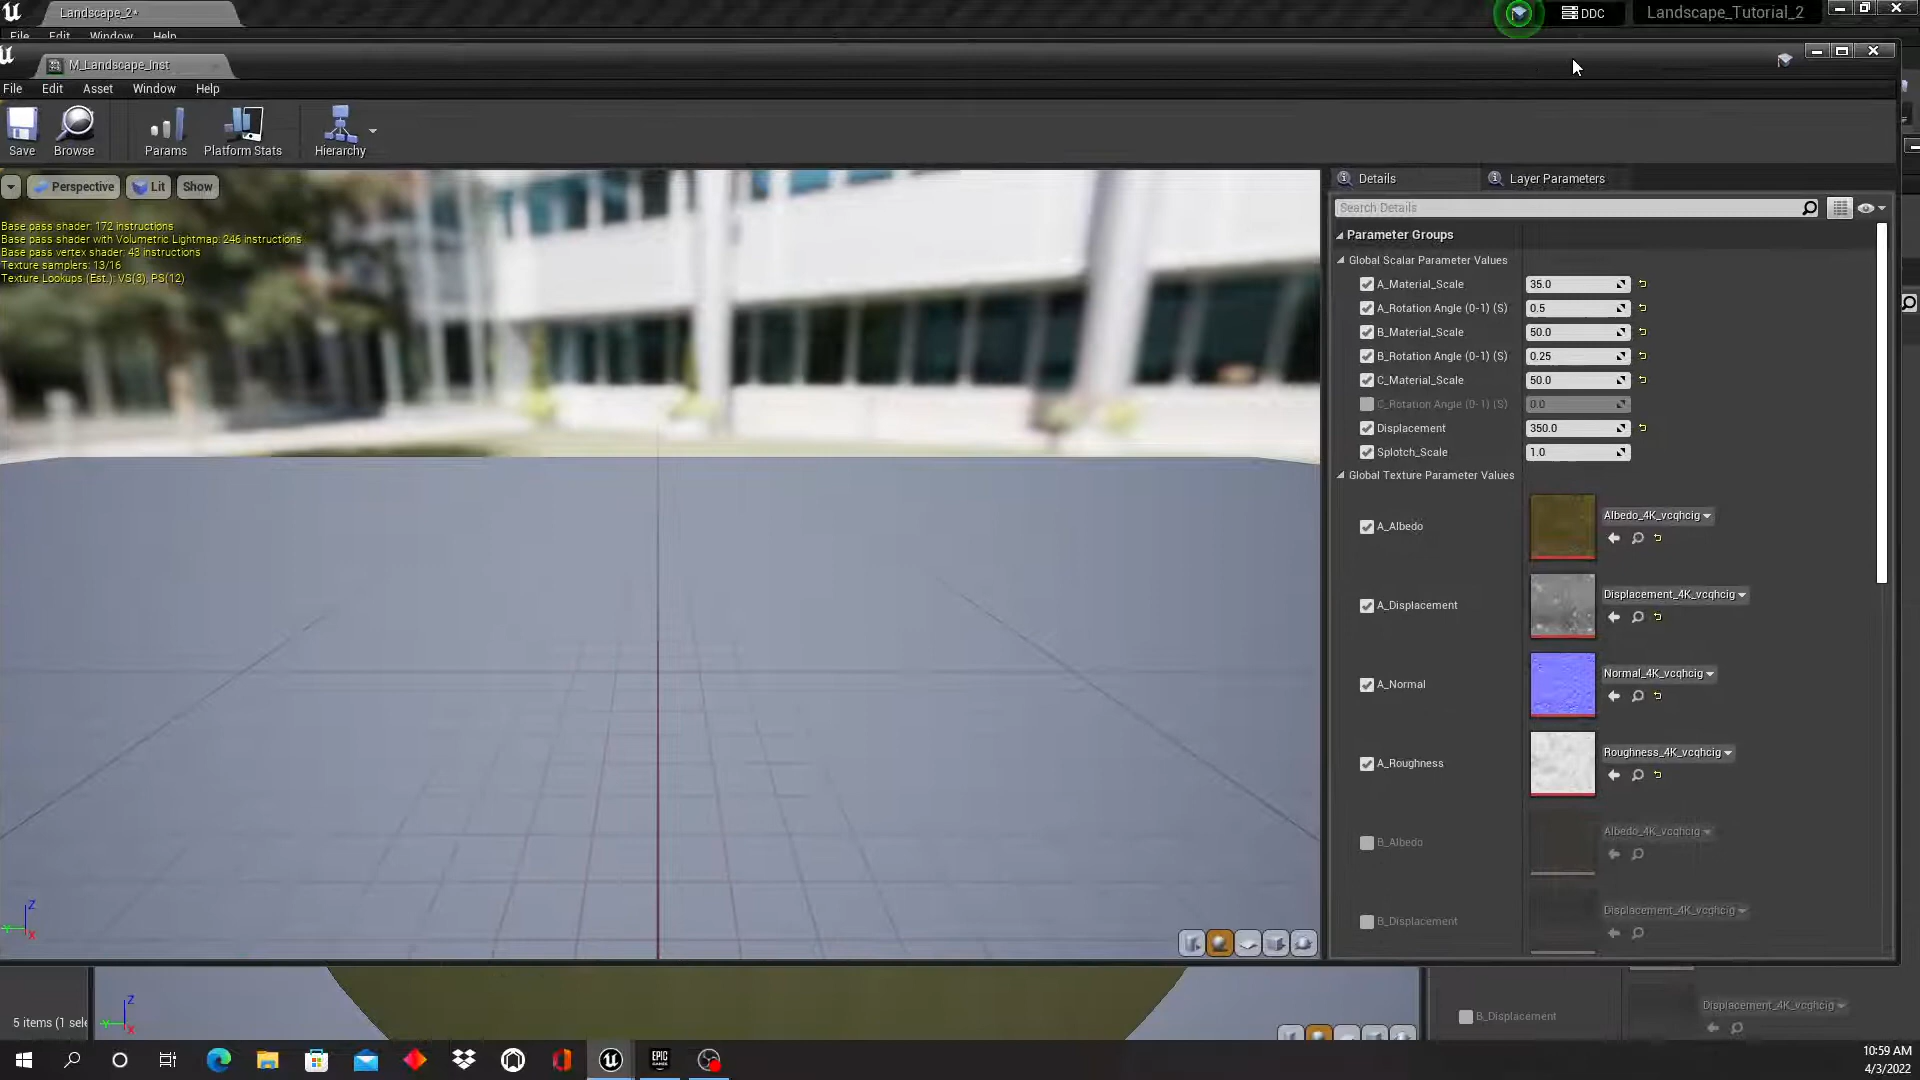 Landscape_2*
DDC
Landscape_Tutorial_2
File Edit Window Help
M_Landscape_Inst
File Edit Asset Window Help
Save
Browse
Params
Platform Stats
Hierarchy
Perspective
Lit
Show
Base pass shader: 172 instructions
Base pass shader with Volumetric Lightmap: 246 instructions
Base pass vertex shader: 43 instructions
Texture samplers: 13/16
Texture Lookups (Est.): VS(3), PS(12)
Details
Layer Parameters
Search Details
Parameter Groups
Global Scalar Parameter Values
A_Material_Scale 35.0
A_Rotation Angle (0-1) (S) 0.5
B_Material_Scale 50.0
B_Rotation Angle (0-1) (S) 0.25
C_Material_Scale 50.0
C_Rotation Angle (0-1) (S) 0.0
Displacement 350.0
Splotch_Scale 1.0
Global Texture Parameter Values
A_Albedo Albedo_4K_vcqhcig
A_Displacement Displacement_4K_vcqhcig
A_Normal Normal_4K_vcqhcig
A_Roughness Roughness_4K_vcqhcig
B_Albedo Albedo_4K_vcqhcig
B_Displacement Displacement_4K_vcqhcig
Z
Y
X
Z
Y
5 items (1 sele
B_Displacement Displacement_4K_vcqhcig
EPIC
GAMES
10:59 AM
4/3/2022